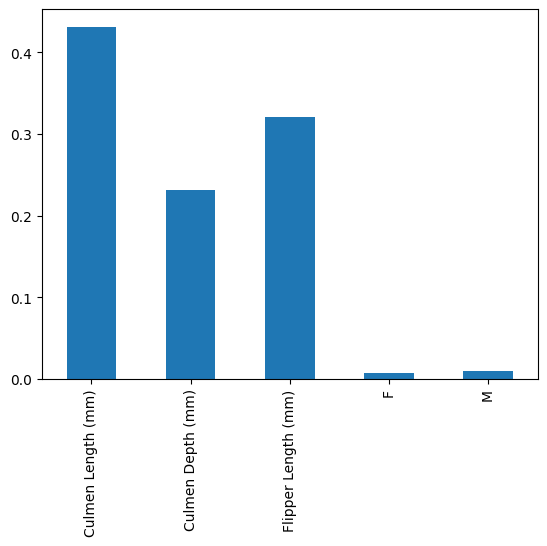 0.4
0.3
0.2
0.1
0.0
Culmen Length (mm)
Culmen Depth (mm)
Flipper Length (mm)
F
M